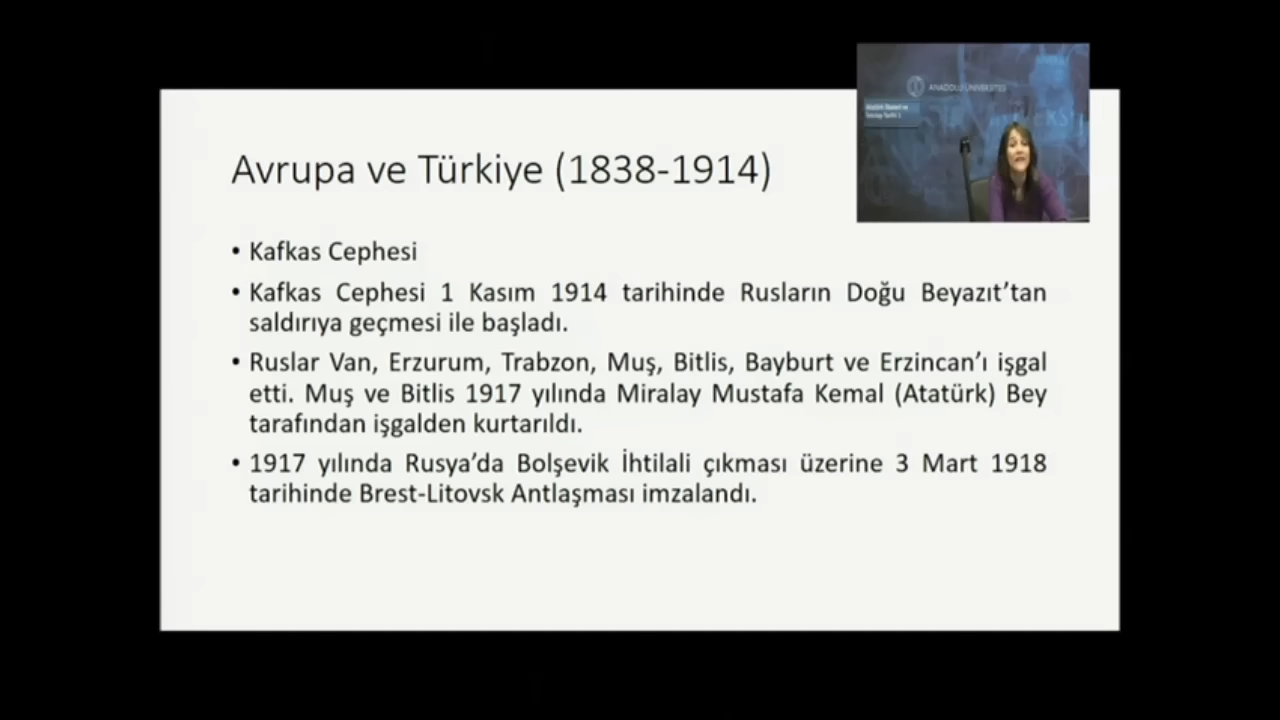 ANADOLU ÜNİVERSİTESİ
Avrupa ve Türkiye (1838-1914)
• Kafkas Cephesi
• Kafkas Cephesi 1 Kasım 1914 tarihinde Rusların Doğu Beyazıt’tan
saldırıya geçmesi ile başladı.
• Ruslar Van, Erzurum, Trabzon, Muş, Bitlis, Bayburt ve Erzincan’ı işgal
etti. Muş ve Bitlis 1917 yılında Miralay Mustafa Kemal (Atatürk) Bey
tarafından işgalden kurtarıldı.
• 1917 yılında Rusya’da Bolşevik İhtilali çıkması üzerine 3 Mart 1918
tarihinde Brest-Litovsk Antlaşması imzalandı.